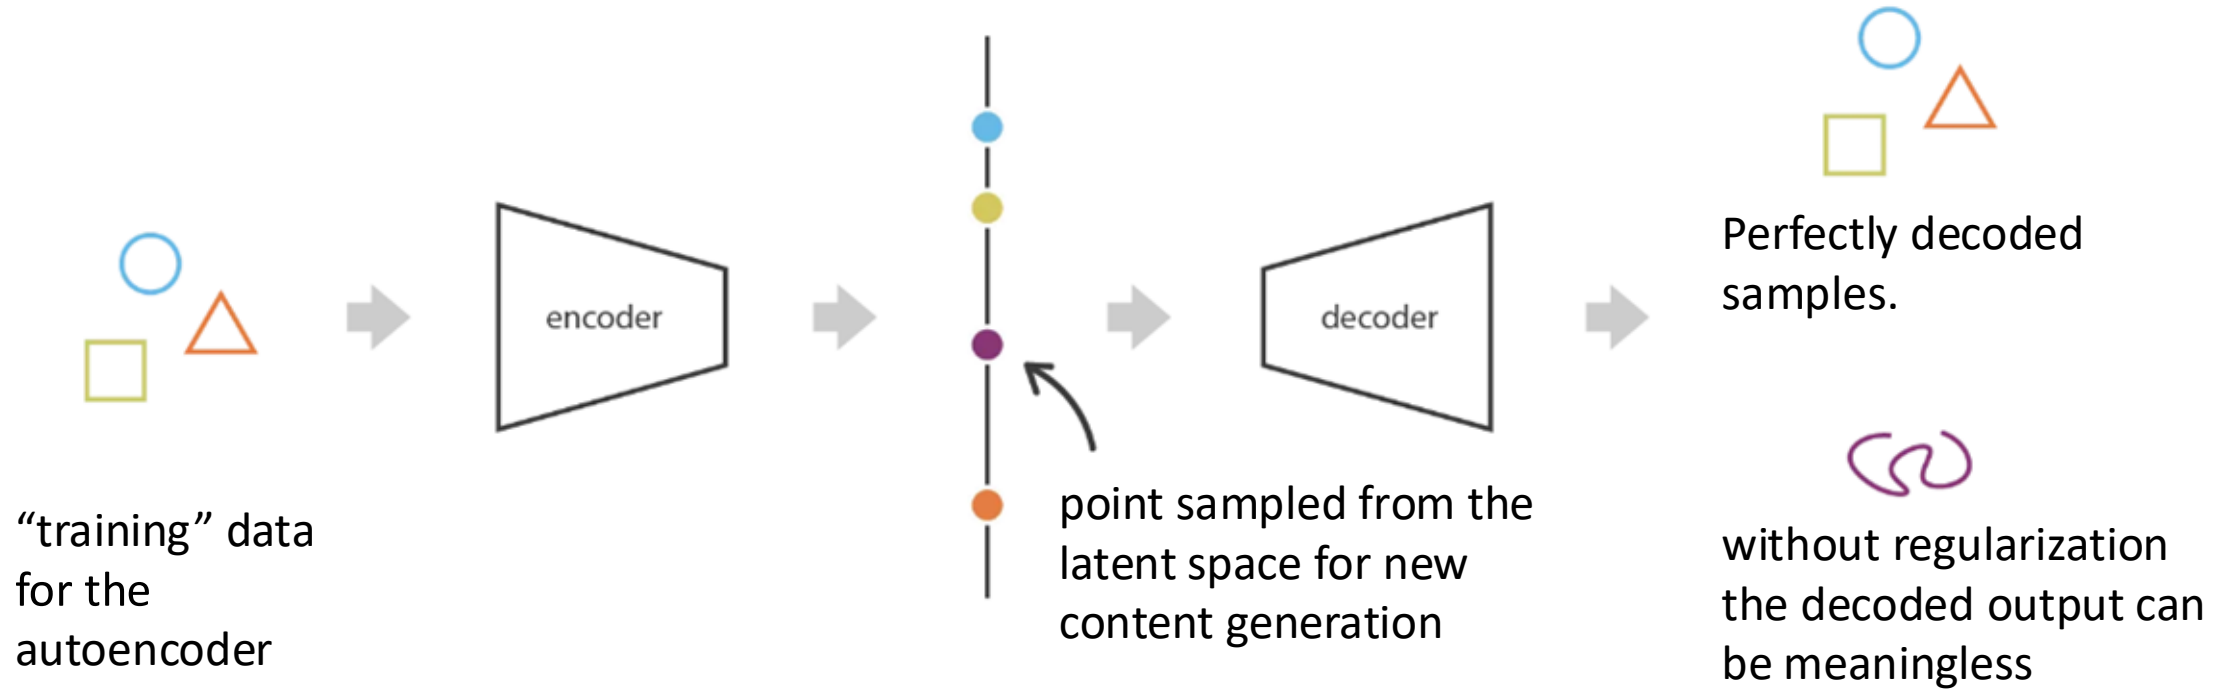 “training” data
for the
autoencoder
encoder
point sampled from the
latent space for new
content generation
decoder
Perfectly decoded
samples.
without regularization
the decoded output can
be meaningless